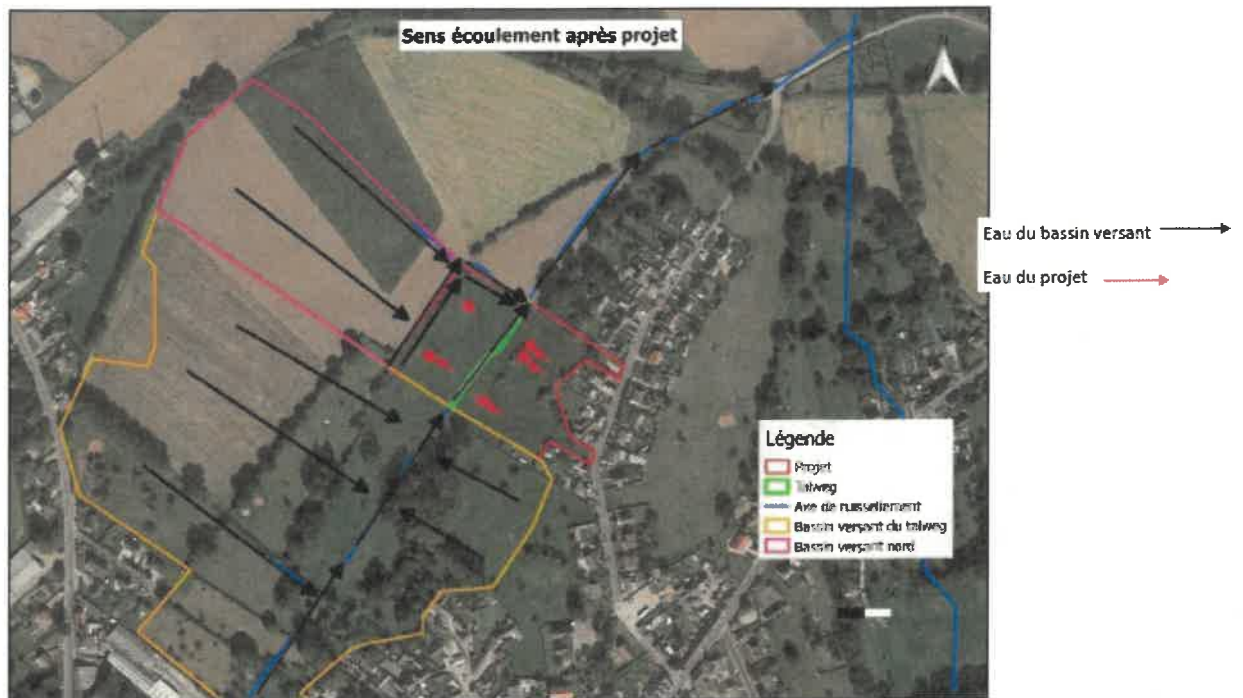 Sens écoulement après projet
Eau du bassin versant
Eau du projet
Légende
Projet
Talweg
Axe de ruissellement
Bassin versant du talweg
Bassin versant nord